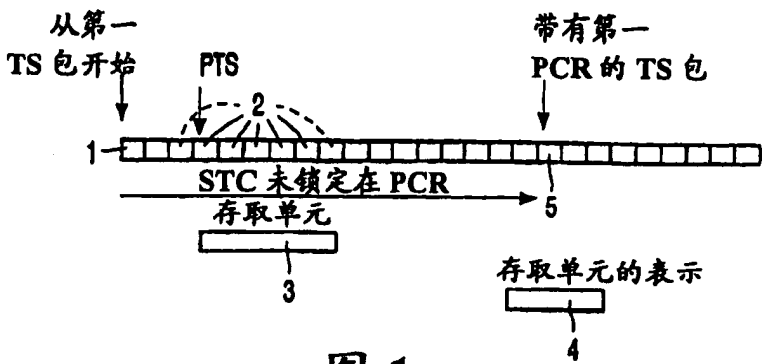 从第一
TS 包开始
PTS
带有第一
PCR 的 TS 包
2
1
STC 未锁定在 PCR
5
存取单元
3
存取单元的表示
4